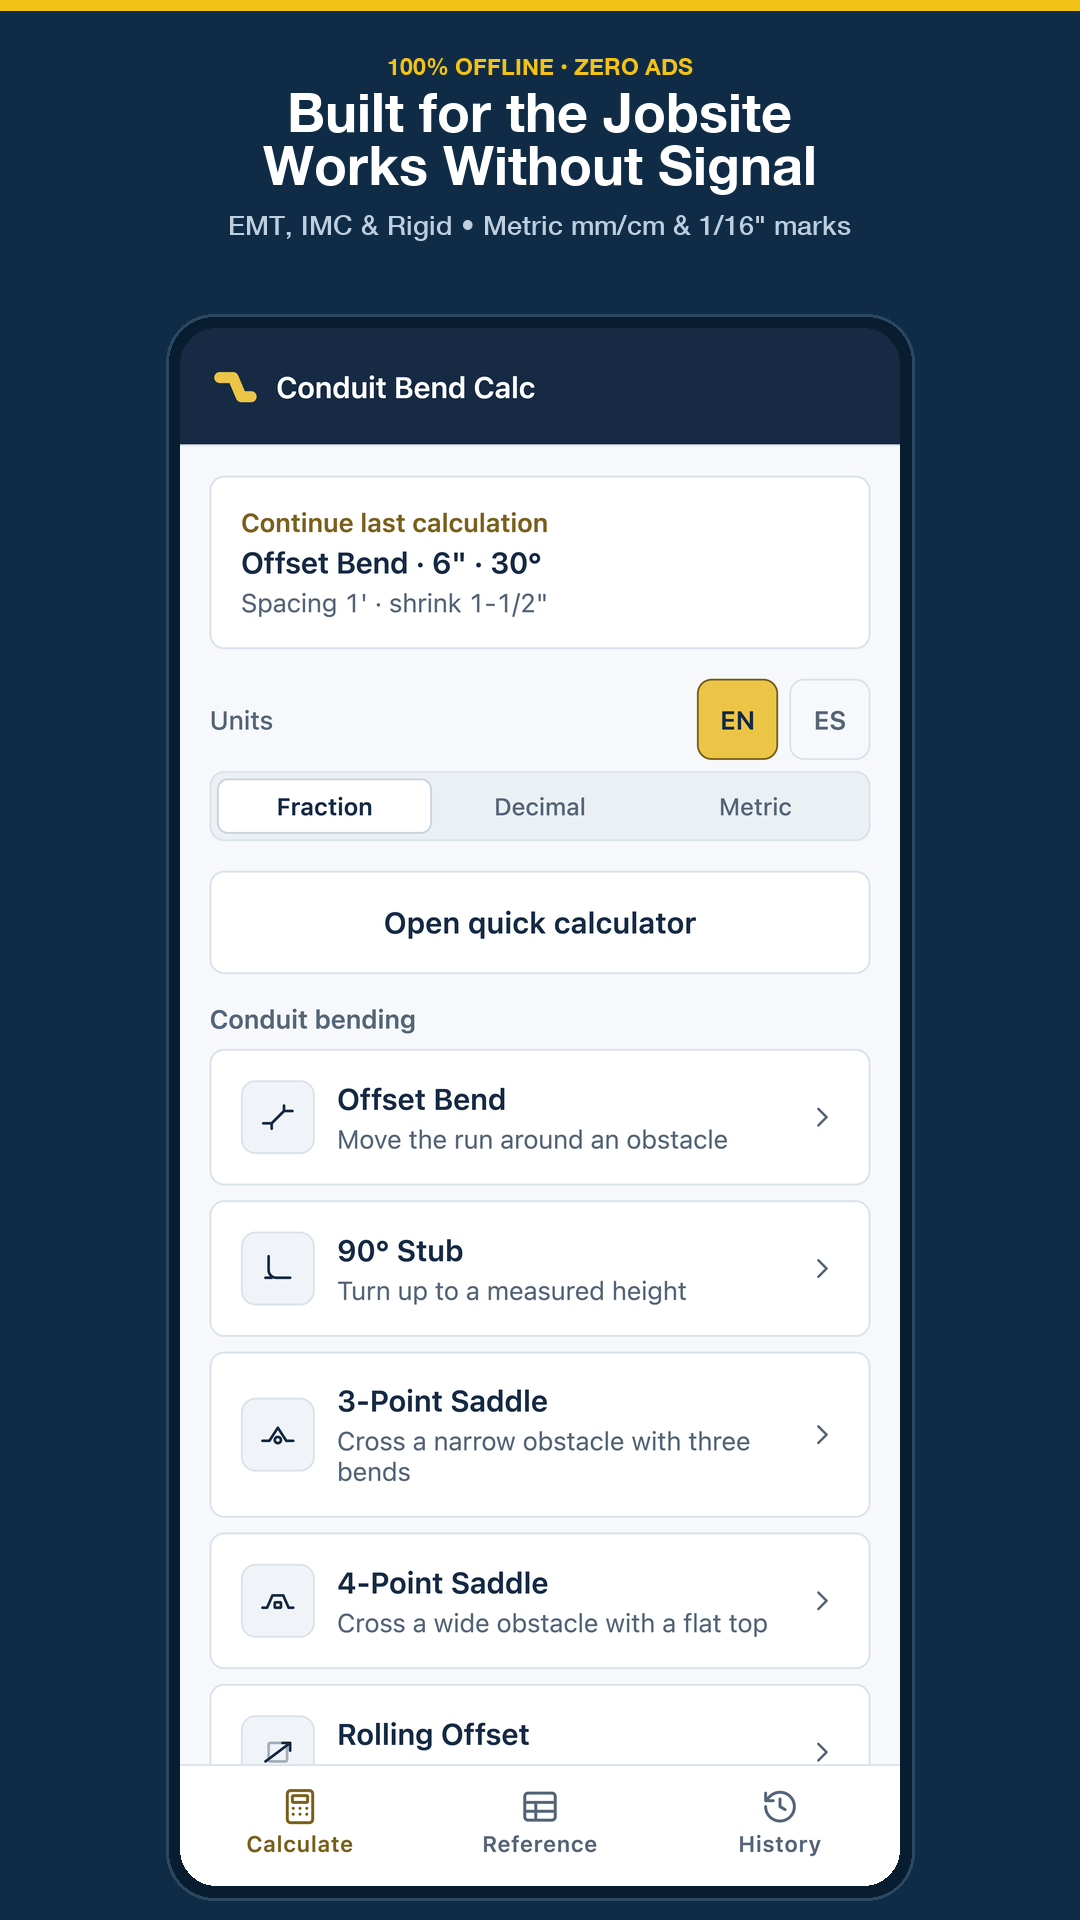 100% OFFLINE · ZERO ADS
Built for the Jobsite
Works Without Signal
EMT, IMC & Rigid • Metric mm/cm & 1/16" marks
Conduit Bend Calc
Continue last calculation
Offset Bend · 6" · 30°
Spacing 1' · shrink 1-1/2"
Units
EN
ES
Fraction
Decimal
Metric
Open quick calculator
Conduit bending
Offset Bend
Move the run around an obstacle
90° Stub
Turn up to a measured height
3-Point Saddle
Cross a narrow obstacle with three
bends
4-Point Saddle
Cross a wide obstacle with a flat top
Rolling Offset
Calculate
Reference
History